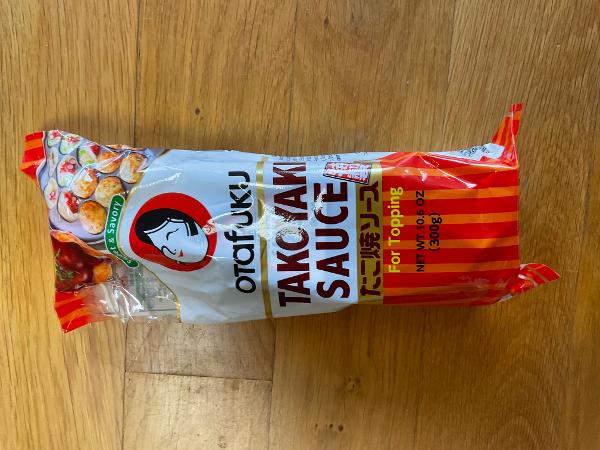 & Savory
OTAFUKU
TAKOYAKI
SAUCE
たこ焼ソース
For Topping
NET WT.10.6 OZ
(300g)